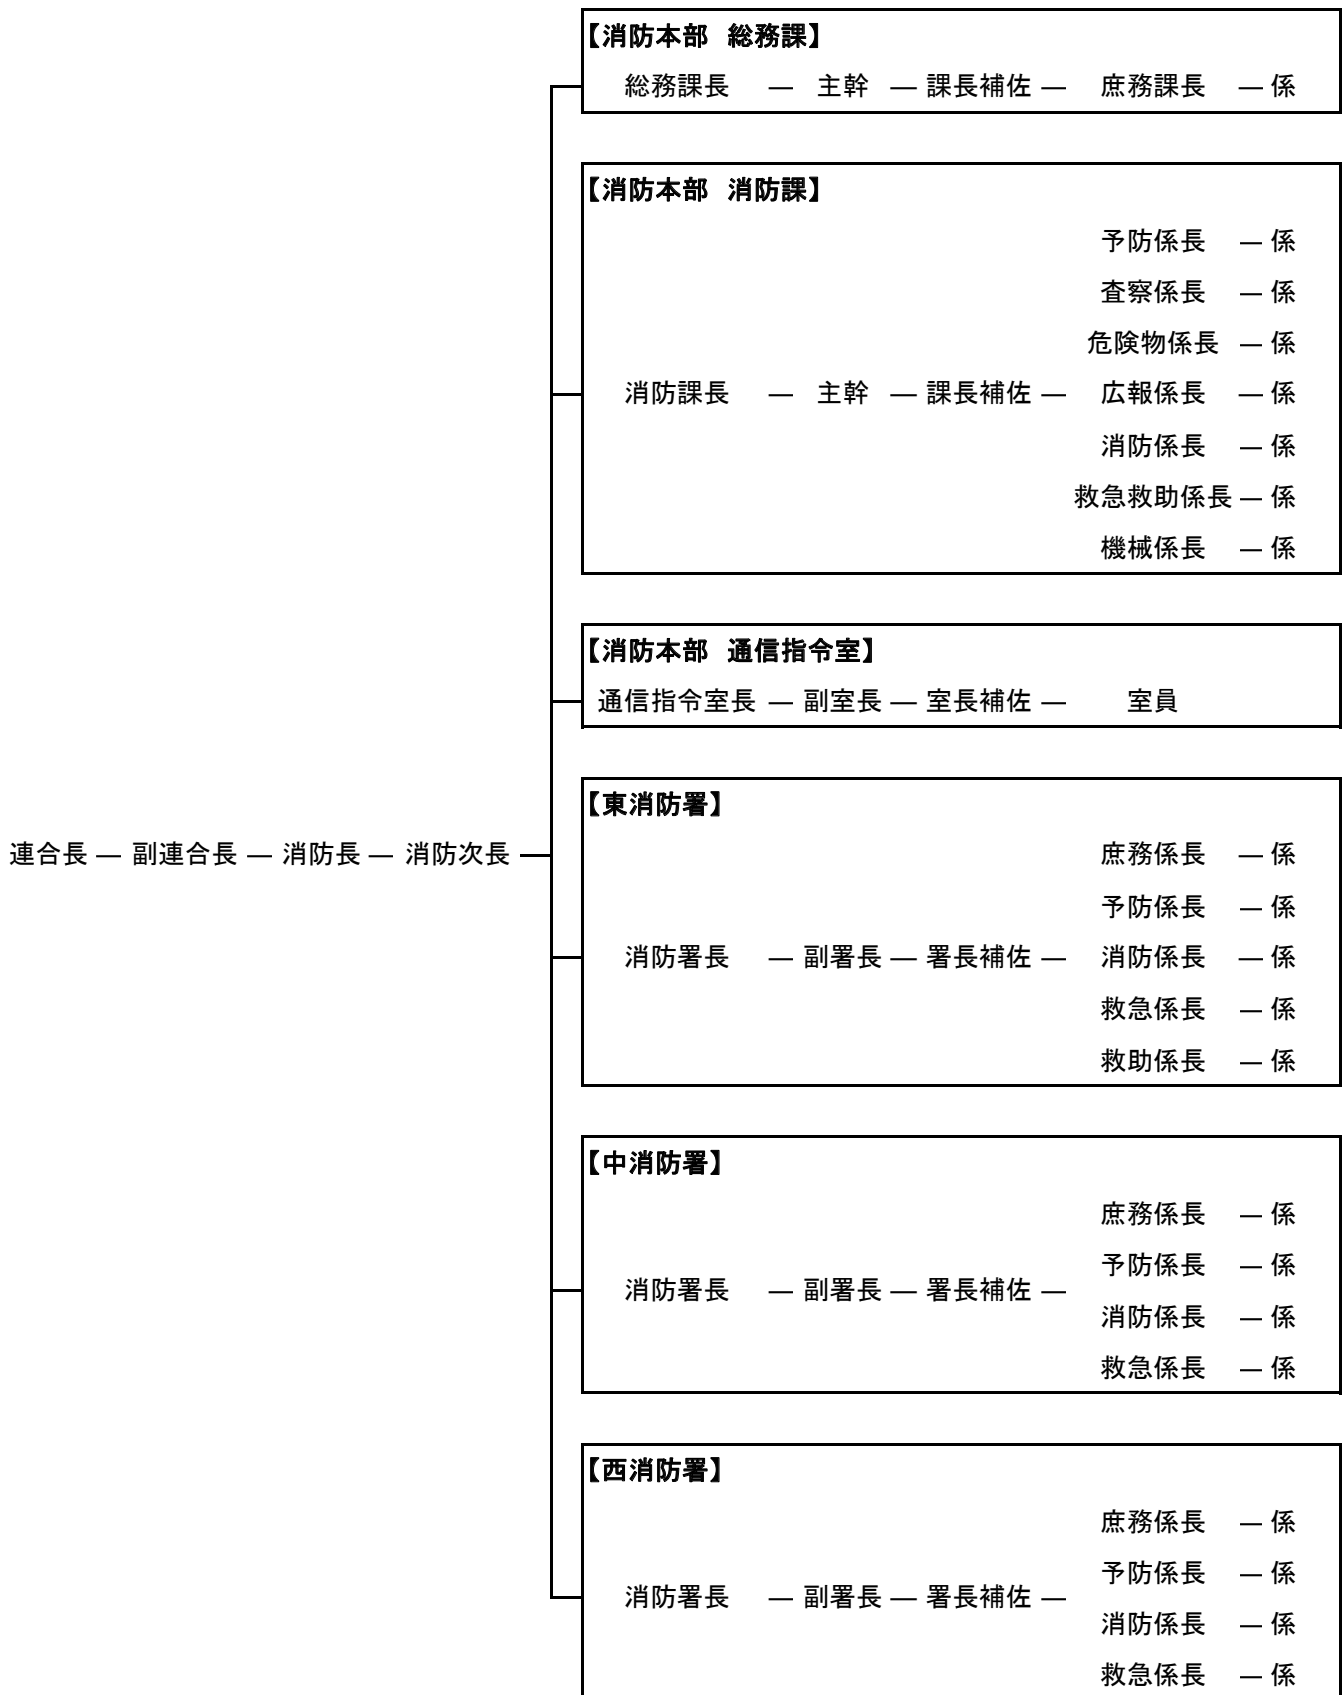 【消防本部 総務課】
総務課長 ― 主幹 ― 課長補佐 ― 庶務課長 ― 係
【消防本部 消防課】
予防係長 ― 係
査察係長 ― 係
危険物係長 ― 係
消防課長 ― 主幹 ― 課長補佐 ― 広報係長 ― 係
消防係長 ― 係
救急救助係長 ― 係
機械係長 ― 係
【消防本部 通信指令室】
通信指令室長 ― 副室長 ― 室長補佐 ― 室員
連合長 ― 副連合長 ― 消防長 ― 消防次長
【東消防署】
庶務係長 ― 係
予防係長 ― 係
消防署長 ― 副署長 ― 署長補佐 ― 消防係長 ― 係
救急係長 ― 係
救助係長 ― 係
【中消防署】
庶務係長 ― 係
予防係長 ― 係
消防署長 ― 副署長 ― 署長補佐 ―
消防係長 ― 係
救急係長 ― 係
【西消防署】
庶務係長 ― 係
予防係長 ― 係
消防署長 ― 副署長 ― 署長補佐 ―
消防係長 ― 係
救急係長 ― 係